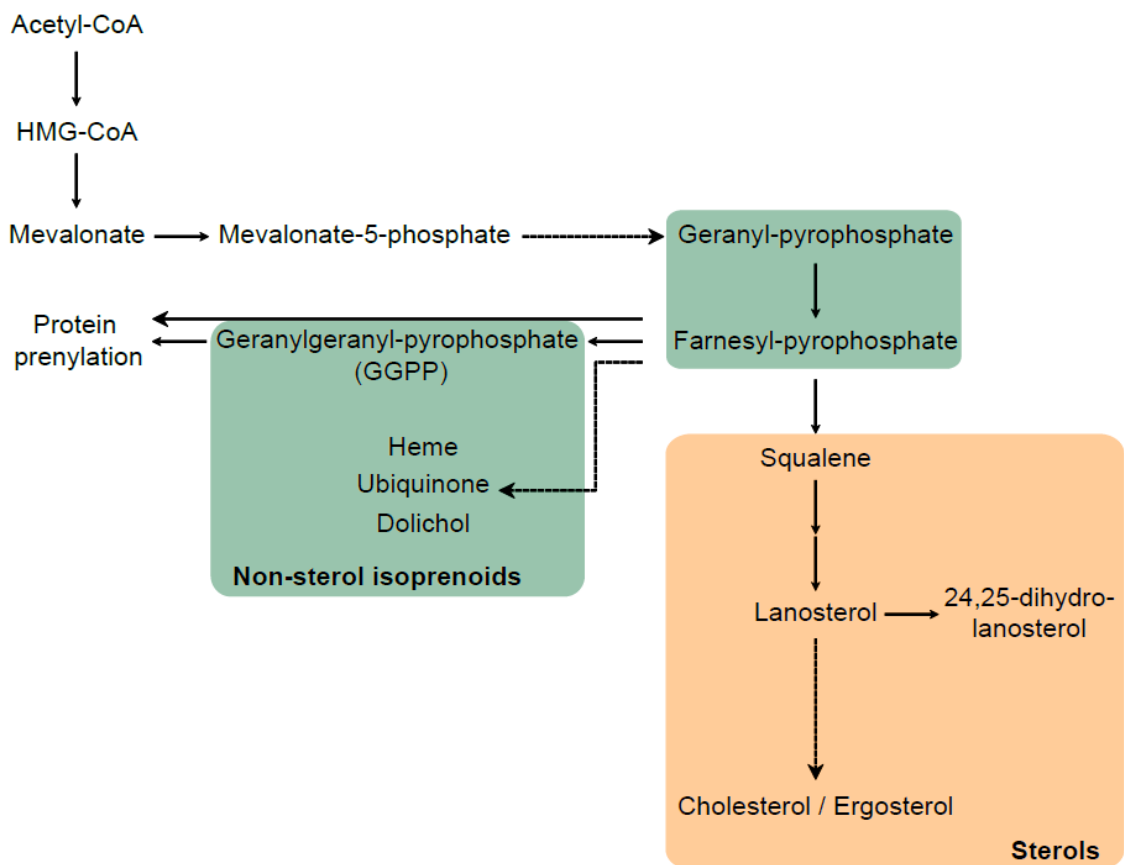 Acetyl-CoA
HMG-CoA
Mevalonate
Mevalonate-5-phosphate
Geranyl-pyrophosphate
Protein
prenylation
Geranylgeranyl-pyrophosphate
(GGPP)
Farnesyl-pyrophosphate
Heme
Ubiquinone
Dolichol
Non-sterol isoprenoids
Squalene
Lanosterol
24,25-dihydro-
lanosterol
Cholesterol / Ergosterol
Sterols